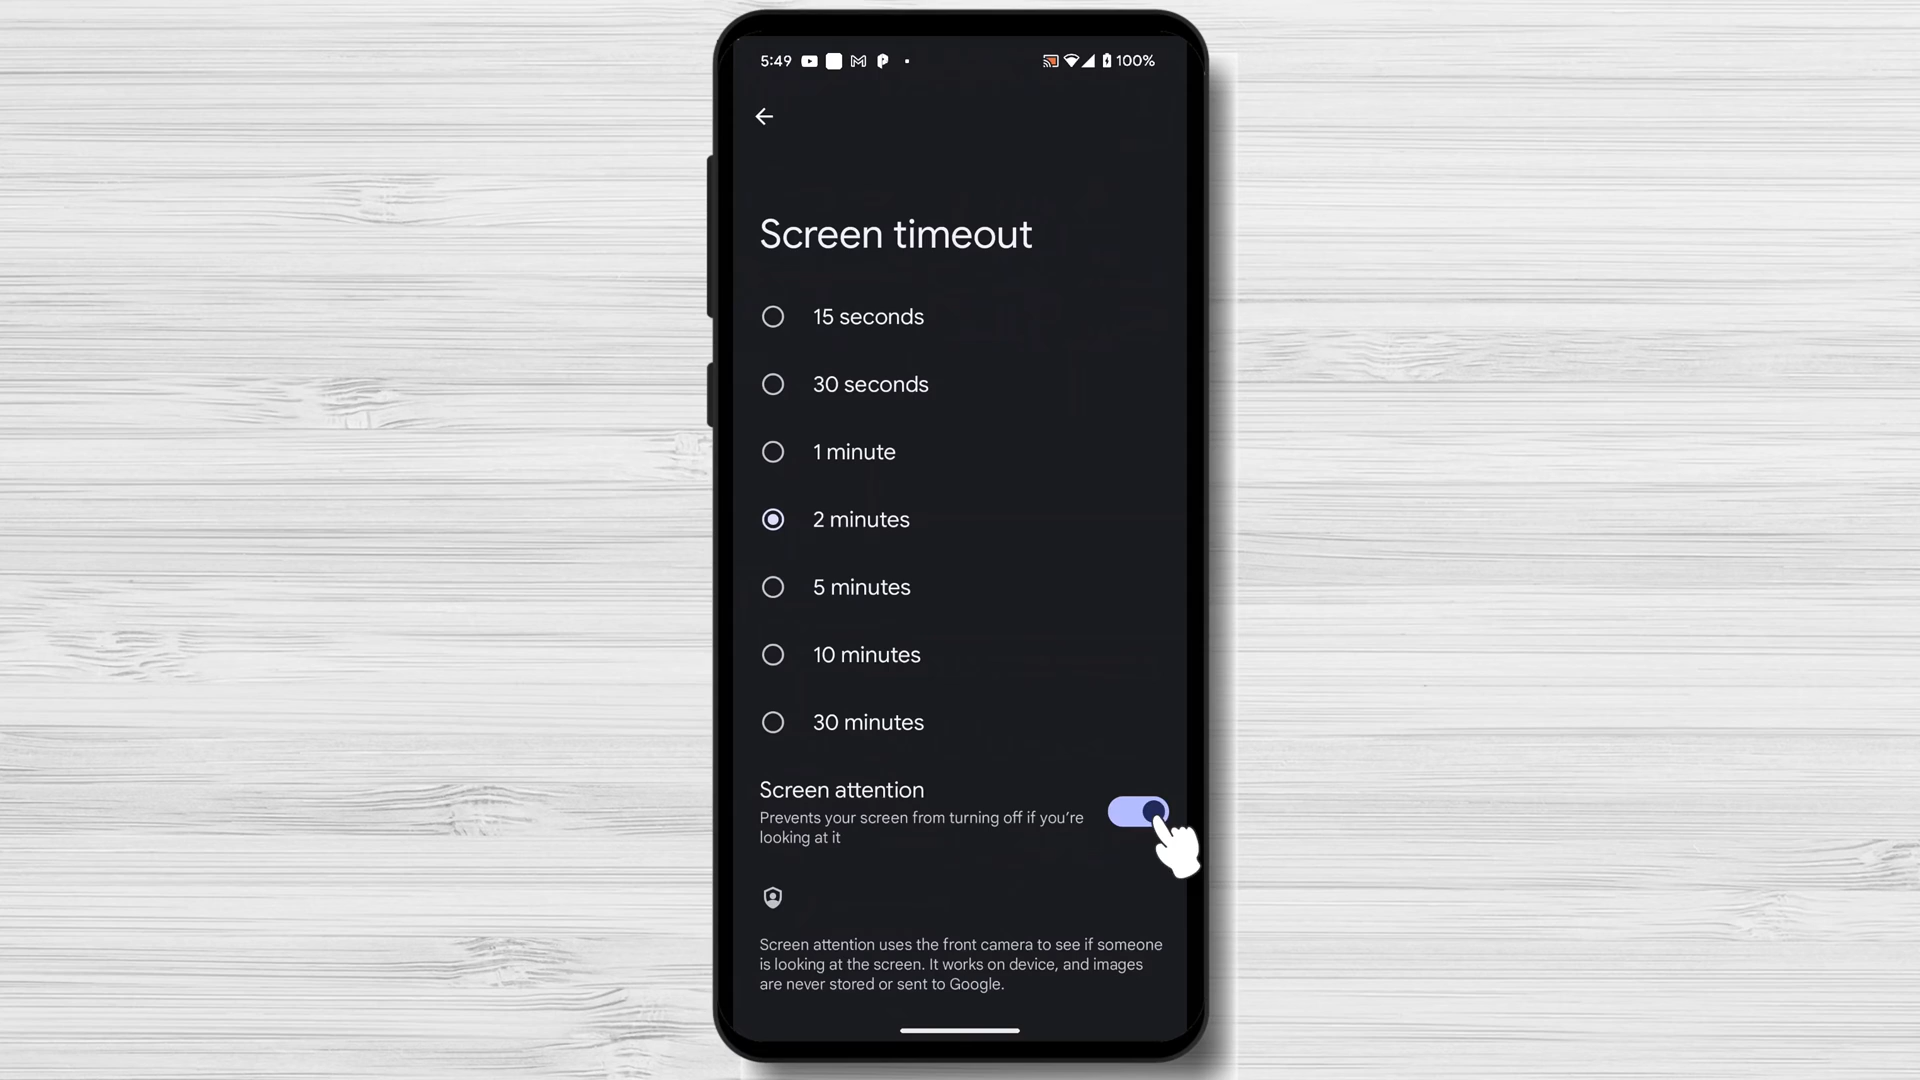 5:49
100%
Screen timeout
15 seconds
30 seconds
1 minute
2 minutes
5 minutes
10 minutes
30 minutes
Screen attention
Prevents your screen from turning off if you’re
looking at it
Screen attention uses the front camera to see if someone
is looking at the screen. It works on device, and images
are never stored or sent to Google.